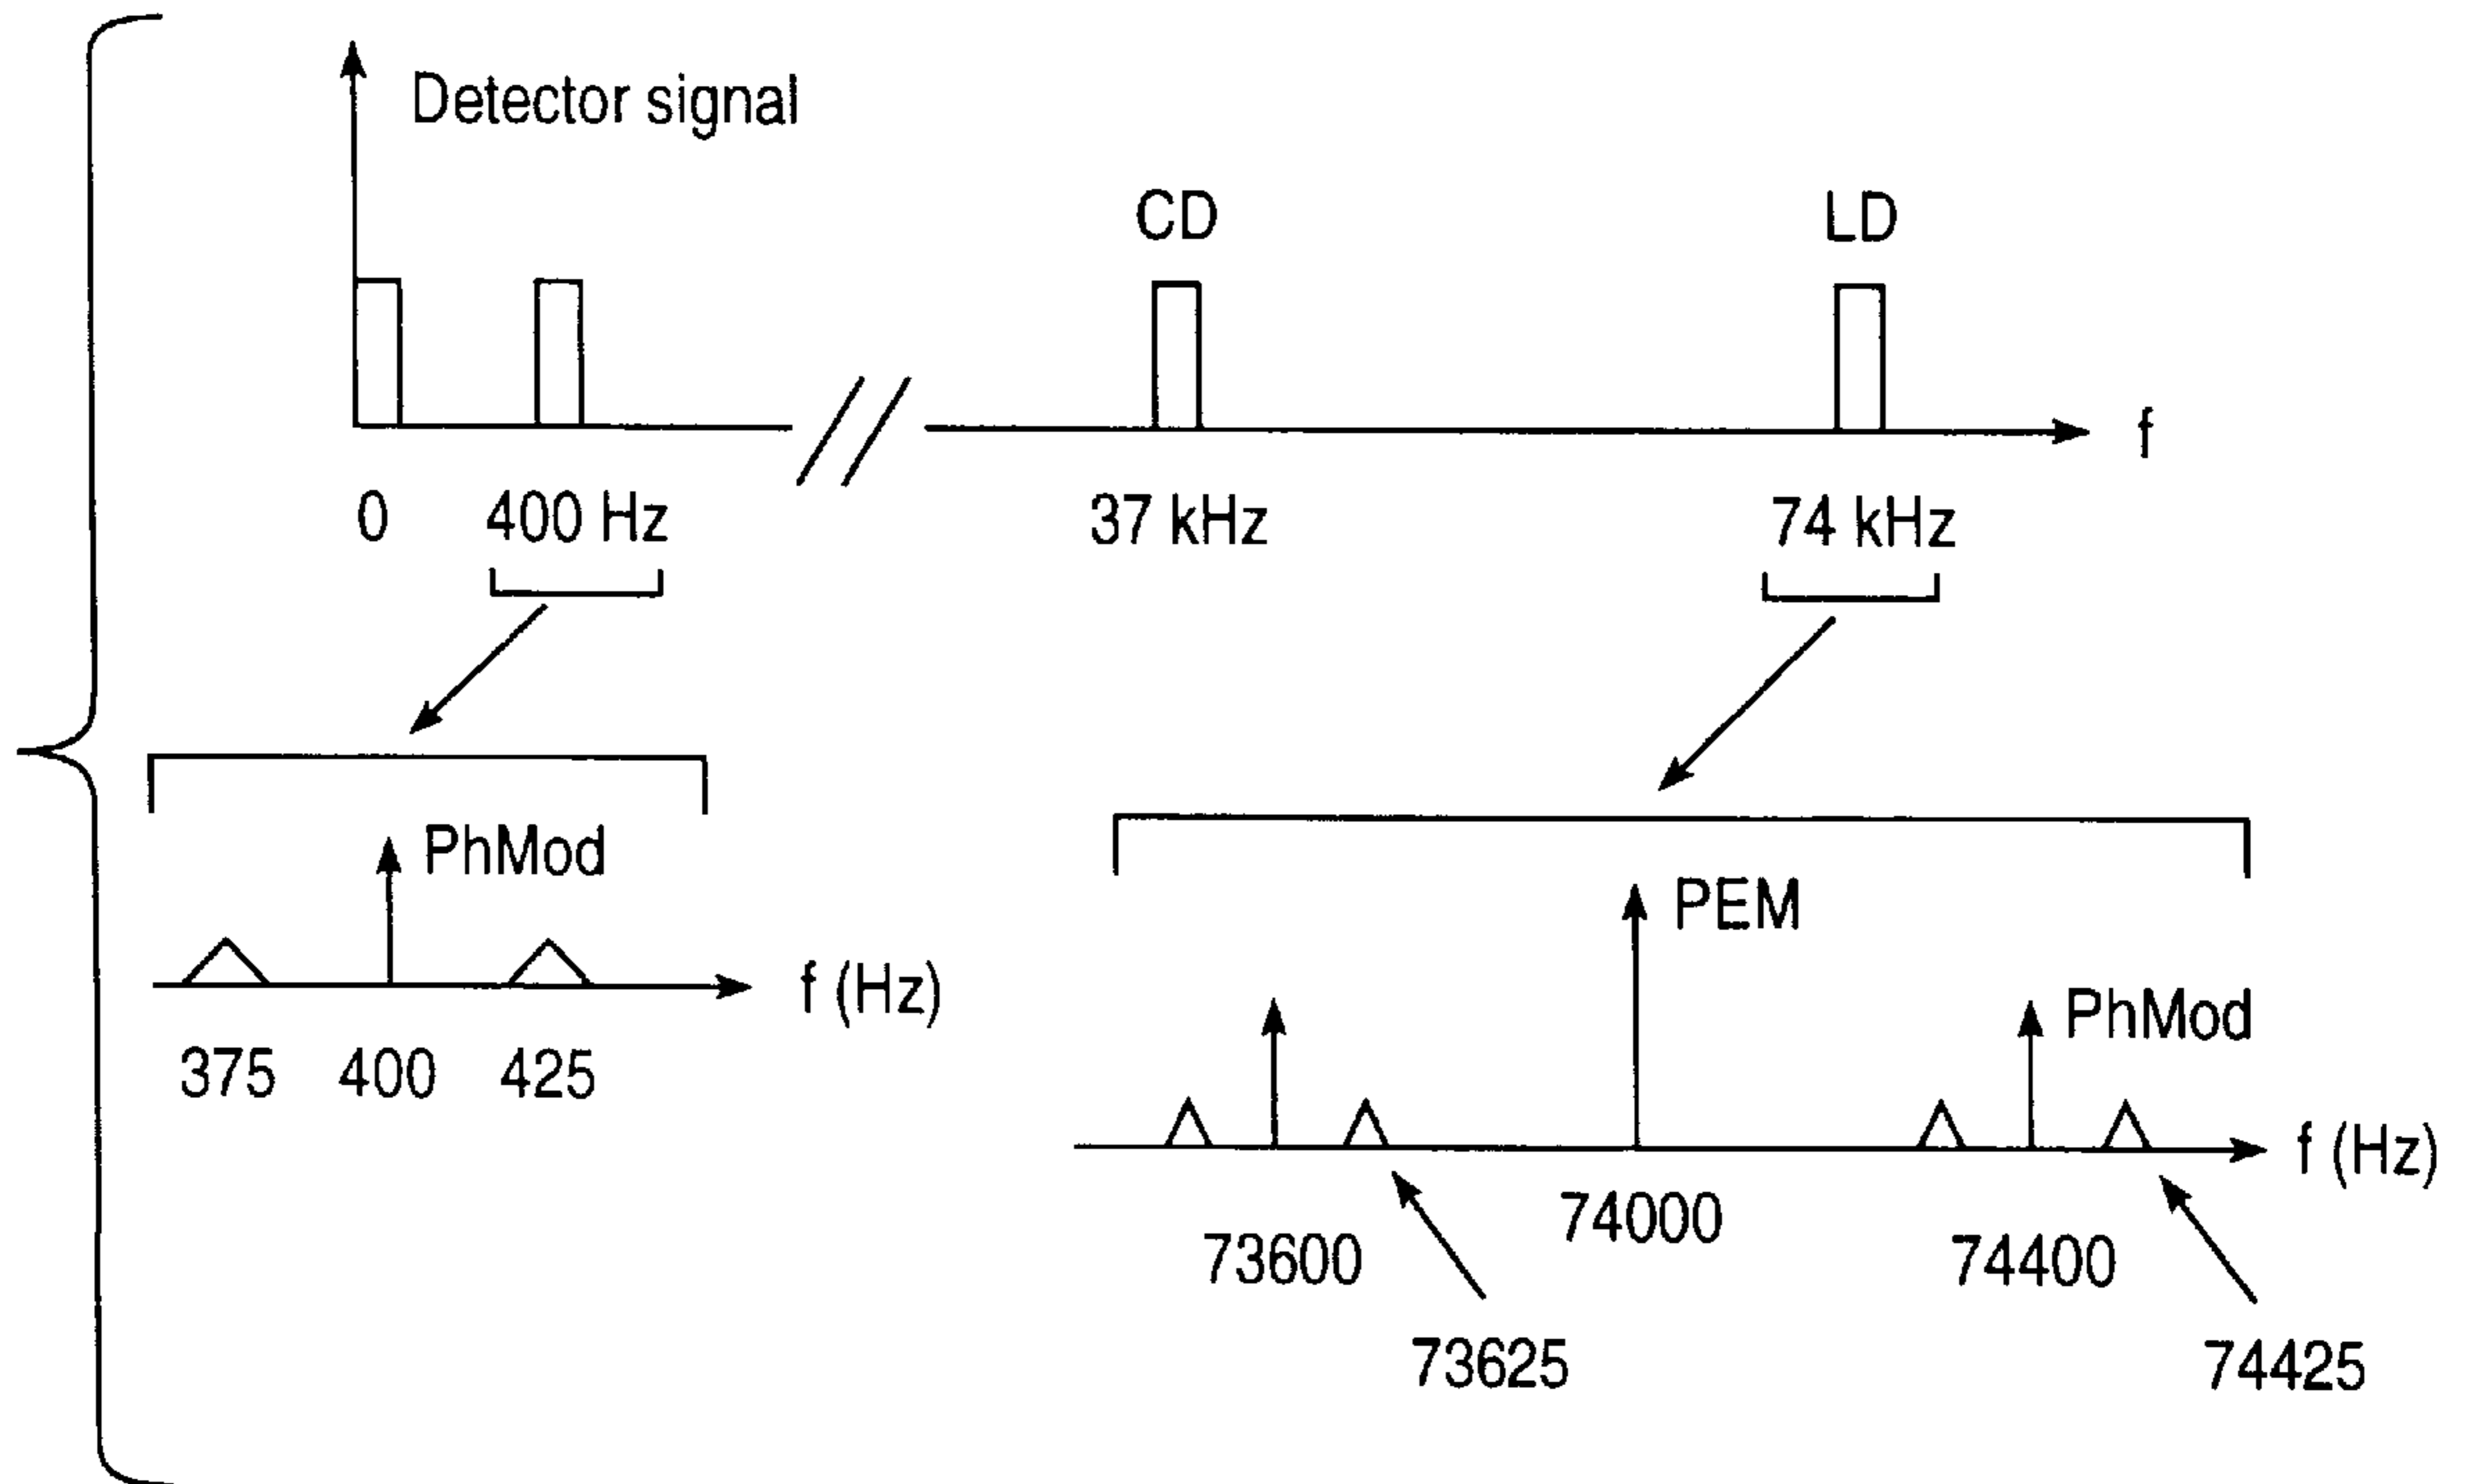 Detector signal
CD
LD
f
0
400 Hz
37 kHz
74 kHz
PhMod
f (Hz)
375
400
425
PEM
PhMod
f (Hz)
73600
74000
74400
73625
74425